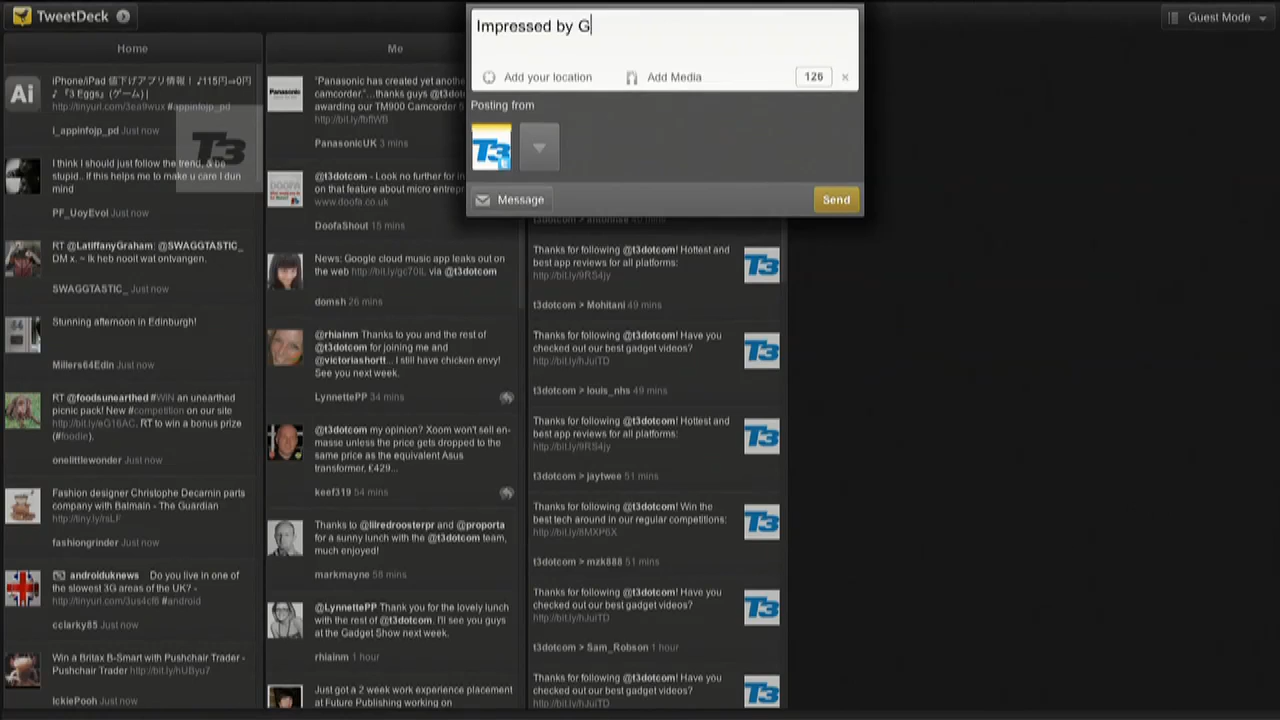 TweetDeck
Guest Mode
Impressed by G
Add your location
Add Media
126
×
Posting from
T3
Message
Send
Home
iPhone/iPad 値下げアプリ情報！ ♪115円⇒0円
♪ 『3 Eggs』(ゲーム) |
#appinfojp_pd
i_appinfojp_pd Just now
I think I should just follow the trend, & be
stupid.. If this helps me to make u care I dun
mind
PF_UoyEvol Just now
RT @LatiffanyGraham: @SWAGGTASTIC_
DM x. ~ Ik heb nooit wat ontvangen.
SWAGGTASTIC_ Just now
Stunning afternoon in Edinburgh!
Millers64Edin Just now
RT @foodsunearthed #WIN an unearthed
picnic pack! New #competition on our site
http://bit.ly/eG16AC. RT to win a bonus prize
(#foodie).
onelittlewonder Just now
Fashion designer Christophe Decarnin parts
company with Balmain - The Guardian
http://tiny.ly/rsLF
fashiongrinder Just now
androiduknews Do you live in one of
the slowest 3G areas of the UK? -
http://tinyurl.com/3us4cf6 #android
cclarky85 Just now
Win a Britax B-Smart with Pushchair Trader -
Pushchair Trader http://bit.ly/hUByu7
IckiePooh Just now
Me
"Panasonic has created yet another
camcorder."...thanks guys @t3dot
awarding our TM900 Camcorder
PanasonicUK 3 mins
@t3dotcom - Look no further for in
on that feature about micro entrepr
www.doofa.co.uk
DoofaShout 15 mins
News: Google cloud music app leaks out on
the web via @t3dotcom
domsh 26 mins
@rhiainm Thanks to you and the rest of
@t3dotcom for joining me and
@victoriashortt... I still have chicken envy!
See you next week.
LynnettePP 34 mins
@t3dotcom my opinion? Xoom won't sell en-
masse unless the price gets dropped to the
same price as the equivalent Asus
transformer, £429...
keef319 54 mins
Thanks to @lilredroosterpr and @proporta
for a sunny lunch with the @t3dotcom team,
much enjoyed!
markmayne 58 mins
@LynnettePP Thank you for the lovely lunch
with the rest of @t3dotcom. I'll see you guys
at the Gadget Show next week.
rhiainm 1 hour
Just got a 2 week work experience placement
at Future Publishing working on
Thanks for following @t3dotcom! Hottest and
best app reviews for all platforms:
http://bit.ly/9RS4jy
t3dotcom > Mohitani 49 mins
Thanks for following @t3dotcom! Have you
checked out our best gadget videos?
http://bit.ly/hJuiTD
t3dotcom > louis_nhs 49 mins
Thanks for following @t3dotcom! Hottest and
best app reviews for all platforms:
http://bit.ly/9RS4jy
t3dotcom > jaytwee 51 mins
Thanks for following @t3dotcom! Win the
best tech around in our regular competitions:
http://bit.ly/8MXP6X
t3dotcom > mzk888 51 mins
Thanks for following @t3dotcom! Have you
checked out our best gadget videos?
http://bit.ly/hJuiTD
t3dotcom > Sam_Robson 1 hour
Thanks for following @t3dotcom! Have you
checked out our best gadget videos?
http://bit.ly/hJuiTD